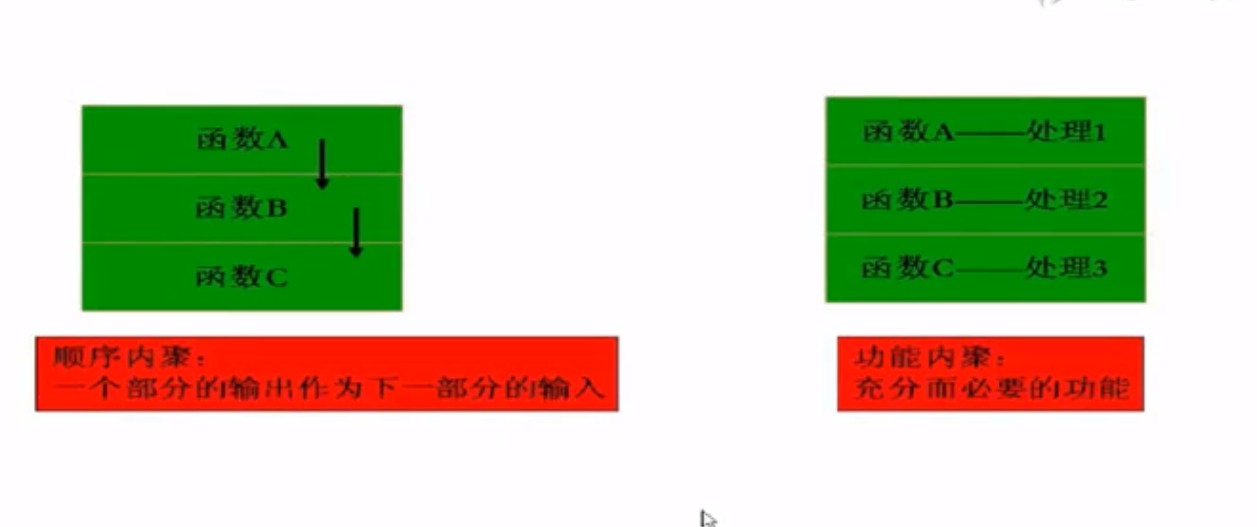 函数A
函数B
函数C
顺序内聚:
一个部分的输出作为下一部分的输入
函数A——处理1
函数B——处理2
函数C——处理3
功能内聚:
充分而必要的功能